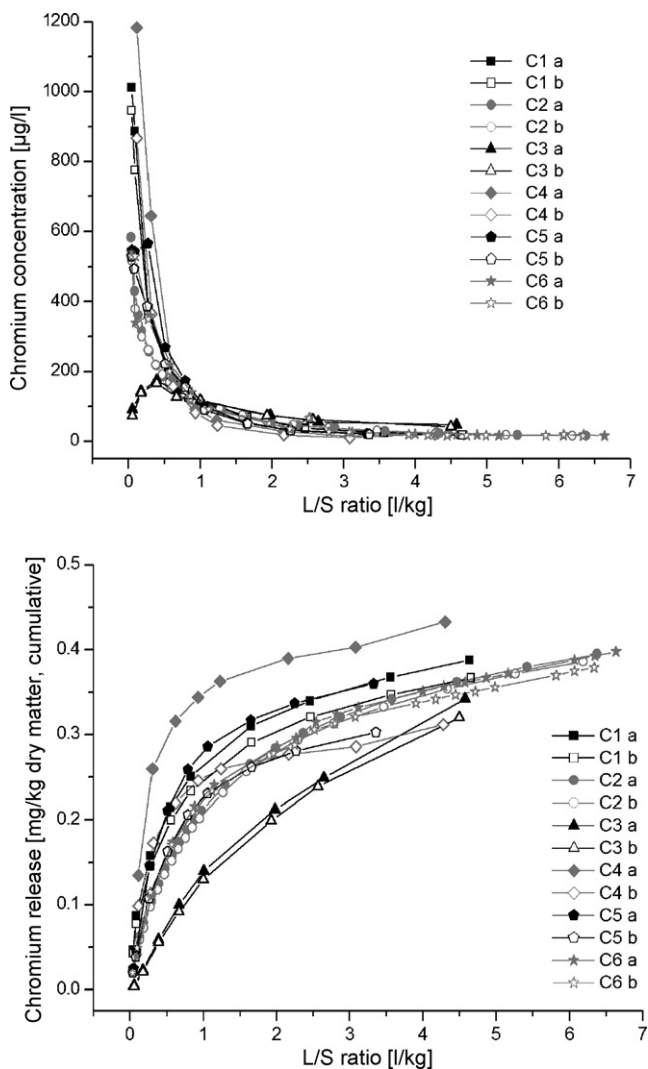 1200
1000
800
600
400
200
0
Chromium concentration [µg/l]
0 1 2 3 4 5 6 7
L/S ratio [l/kg]
C1 a
C1 b
C2 a
C2 b
C3 a
C3 b
C4 a
C4 b
C5 a
C5 b
C6 a
C6 b
0.5
0.4
0.3
0.2
0.1
0.0
Chromium release [mg/kg dry matter, cumulative]
0 1 2 3 4 5 6 7
L/S ratio [l/kg]
C1 a
C1 b
C2 a
C2 b
C3 a
C3 b
C4 a
C4 b
C5 a
C5 b
C6 a
C6 b